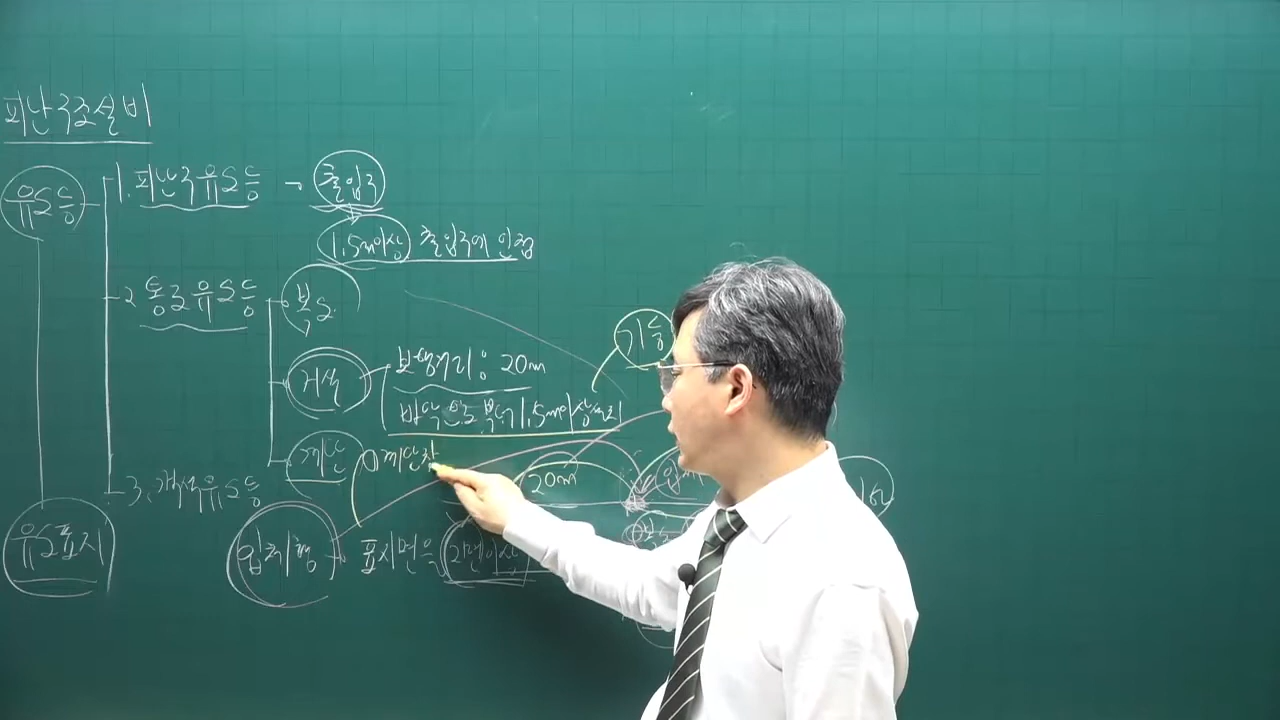 피난구조설비
유도등
1. 피난구유도등 → 출입구
1.5m이상 출입구에 인접
2 통로유도등
복도
거실
보행거리 : 20m
바닥으로부터 1.5m이상 설치
기둥
계단
① 계단참
20m
3. 객석유도등
유도표지
입체형
표지면을 2면이상